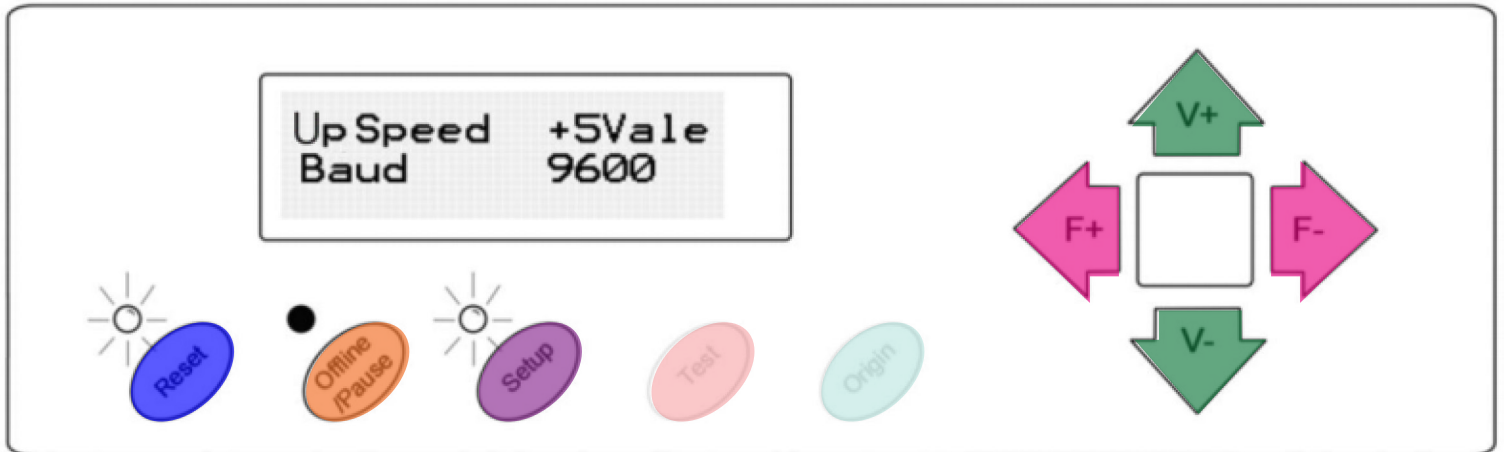 Up Speed +5Vale
Baud 9600
V+
F+
F-
V-
Reset
Offline
/Pause
Setup
Test
Origin